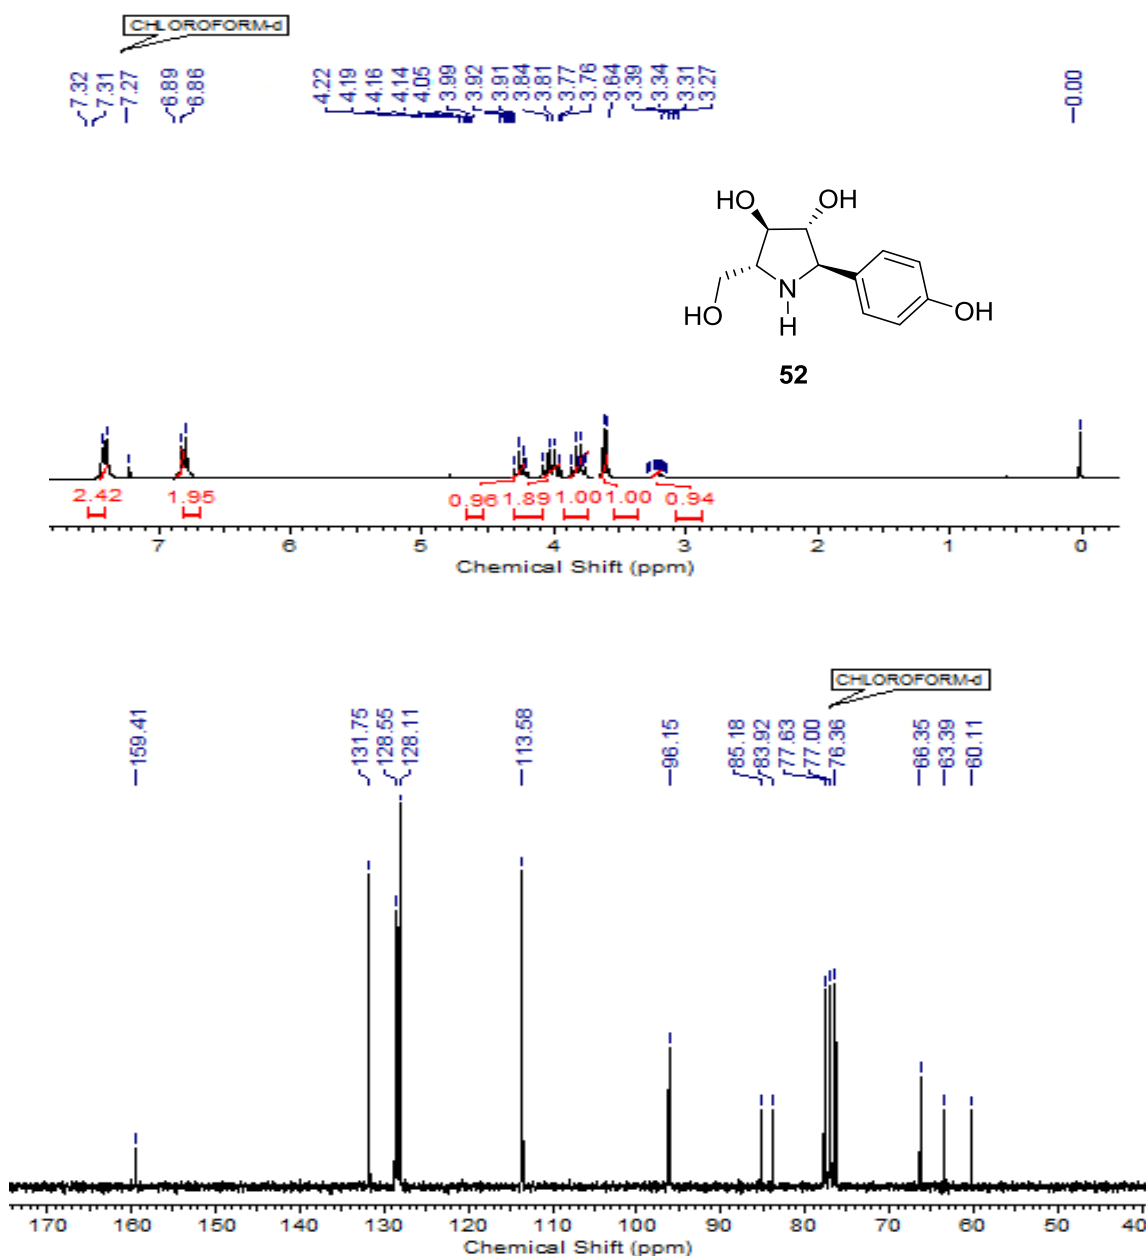 CHLOROFORM-d
7.32
7.31
7.27
6.89
6.86
4.22
4.19
4.16
4.14
4.05
3.99
3.92
3.91
3.84
3.81
3.77
3.76
3.64
3.39
3.34
3.31
3.27
0.00
HO
OH
HO
N
H
OH
52
2.42 1.95 0.96 1.89 1.00 1.00 0.94
7 6 5 4 3 2 1 0
Chemical Shift (ppm)
CHLOROFORM-d
159.41
131.75
128.55
128.11
113.58
96.15
85.18
83.92
77.63
77.00
76.36
66.35
63.39
60.11
170 160 150 140 130 120 110 100 90 80 70 60 50 40
Chemical Shift (ppm)